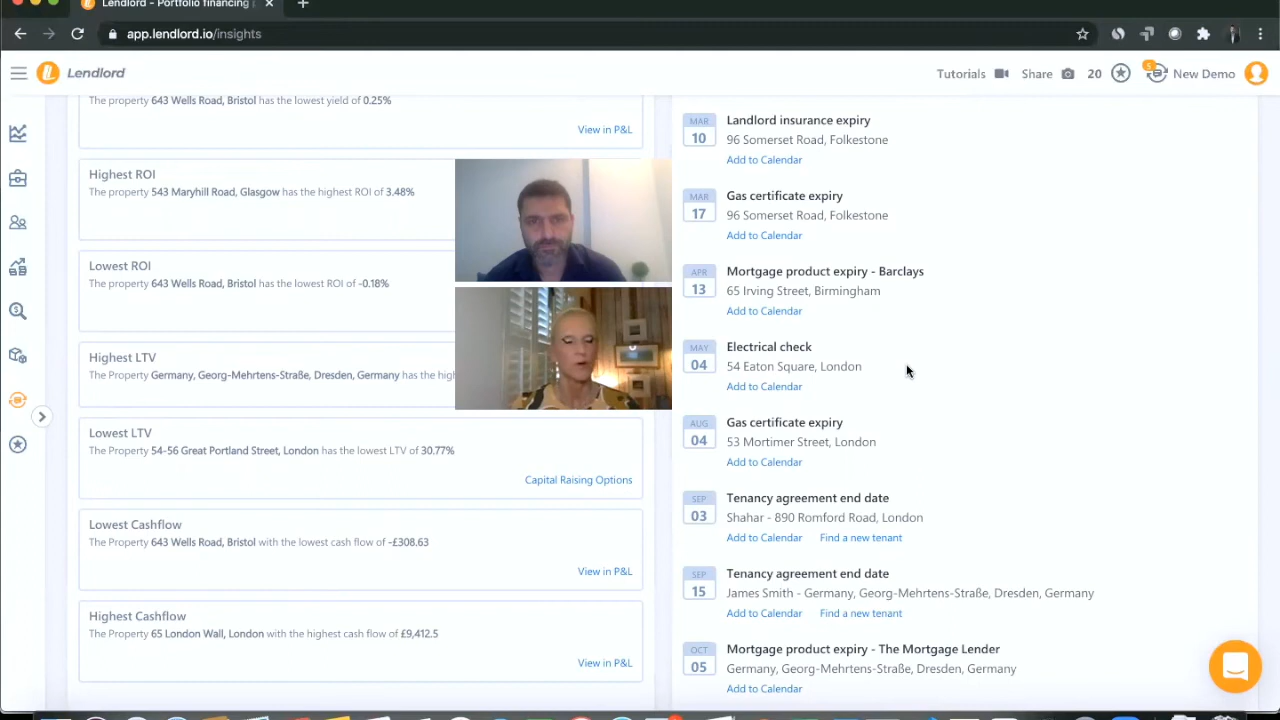 Lendlord - Portfolio financing
app.lendlord.io/insights
Lendlord
Tutorials
Share
20
5
New Demo
The property 643 Wells Road, Bristol has the lowest yield of 0.25%
View in P&L
Highest ROI
The property 543 Maryhill Road, Glasgow has the highest ROI of 3.48%
Lowest ROI
The property 643 Wells Road, Bristol has the lowest ROI of -0.18%
Highest LTV
The Property Germany, Georg-Mehrtens-Straße, Dresden, Germany has the
Lowest LTV
The Property 54-56 Great Portland Street, London has the lowest LTV of 30.77%
Capital Raising Options
Lowest Cashflow
The Property 643 Wells Road, Bristol with the lowest cash flow of -£308.63
View in P&L
Highest Cashflow
The Property 65 London Wall, London with the highest cash flow of £9,412.5
View in P&L
MAR
10
Landlord insurance expiry
96 Somerset Road, Folkestone
Add to Calendar
MAR
17
Gas certificate expiry
96 Somerset Road, Folkestone
Add to Calendar
APR
13
Mortgage product expiry - Barclays
65 Irving Street, Birmingham
Add to Calendar
MAY
04
Electrical check
54 Eaton Square, London
Add to Calendar
AUG
04
Gas certificate expiry
53 Mortimer Street, London
Add to Calendar
SEP
03
Tenancy agreement end date
Shahar - 890 Romford Road, London
Add to Calendar Find a new tenant
SEP
15
Tenancy agreement end date
James Smith - Germany, Georg-Mehrtens-Straße, Dresden, Germany
Add to Calendar Find a new tenant
OCT
05
Mortgage product expiry - The Mortgage Lender
Germany, Georg-Mehrtens-Straße, Dresden, Germany
Add to Calendar